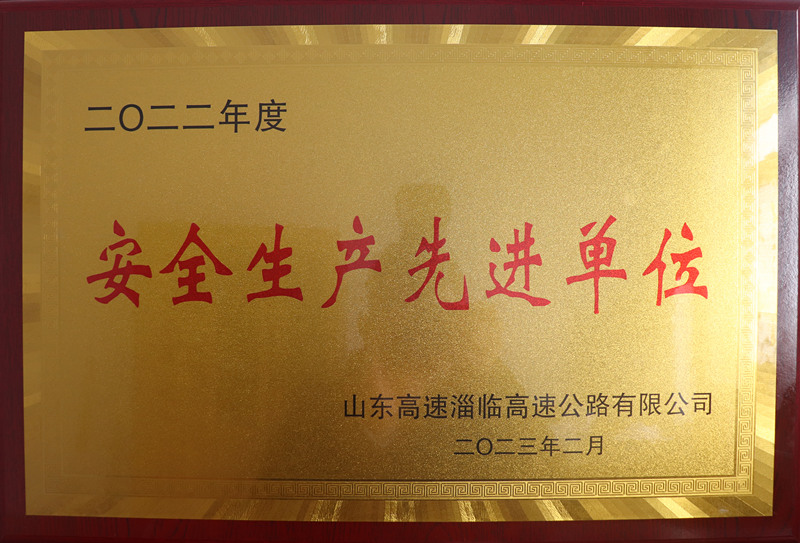 二〇二二年度
安全生产先进单位
山东高速淄临高速公路有限公司
二〇二三年二月